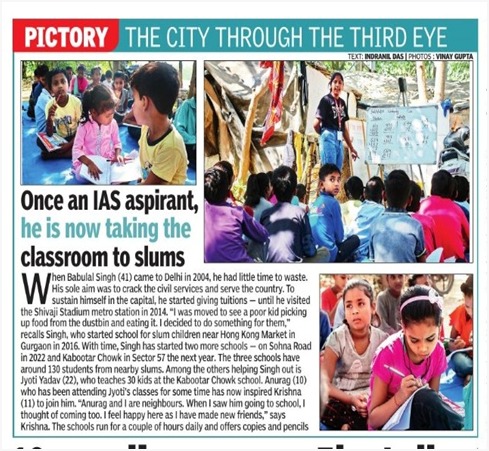 PICTORY THE CITY THROUGH THE THIRD EYE
TEXT: INDRANIL DAS | PHOTOS : VINAY GUPTA
Once an IAS aspirant,
he is now taking the
classroom to slums
When Babulal Singh (41) came to Delhi in 2004, he had little time to waste.
His sole aim was to crack the civil services and serve the country. To
sustain himself in the capital, he started giving tuitions — until he visited
the Shivaji Stadium metro station in 2014. “I was moved to see a poor kid picking
up food from the dustbin and eating it. I decided to do something for them,”
recalls Singh, who started school for slum children near Hong Kong Market in
Gurgaon in 2016. With time, Singh has started two more schools — on Sohna Road
in 2022 and Kabootar Chowk in Sector 57 the next year. The three schools have
around 130 students from nearby slums. Among the others helping Singh out is
Jyoti Yadav (22), who teaches 30 kids at the Kabootar Chowk school. Anurag (10)
who has been attending Jyoti's classes for some time has now inspired Krishna
(11) to join him. “Anurag and I are neighbours. When I saw him going to school, I
thought of coming too. I feel happy here as I have made new friends,” says
Krishna. The schools run for a couple of hours daily and offers copies and pencils